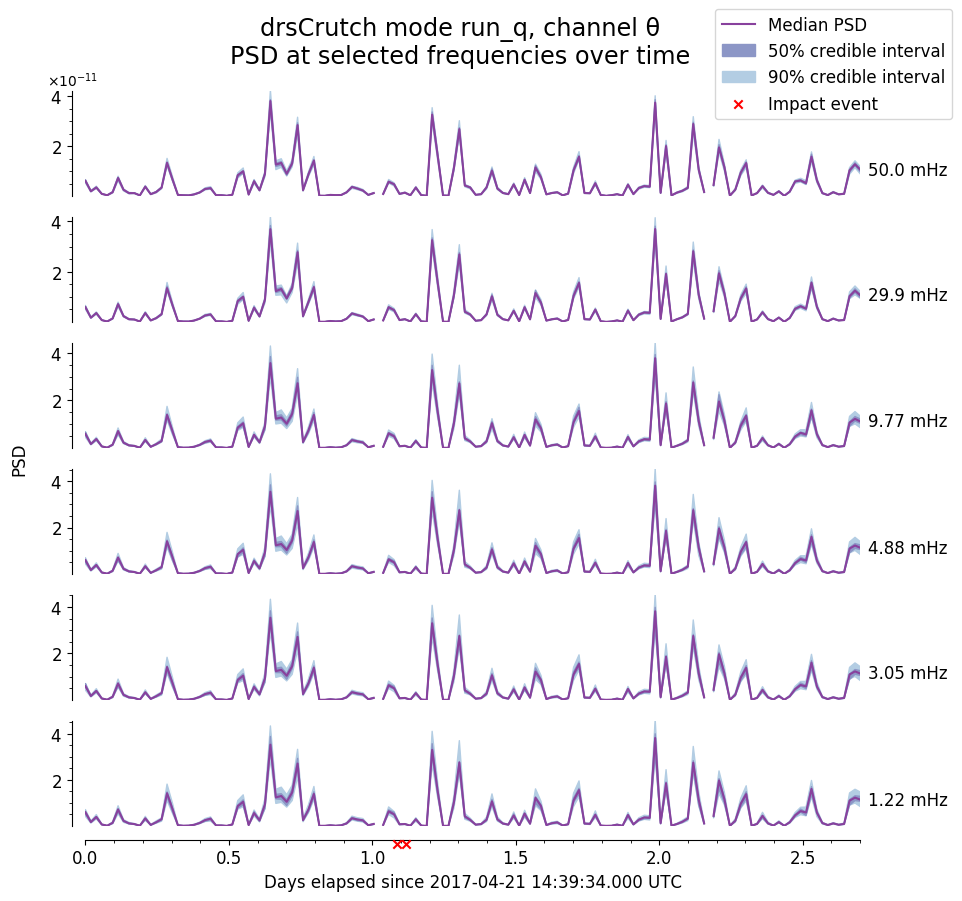 drsCrutch mode run_q, channel θ
PSD at selected frequencies over time
Median PSD
50% credible interval
90% credible interval
Impact event
×10⁻¹¹
4
2
50.0 mHz
4
2
29.9 mHz
4
2
9.77 mHz
PSD
4
2
4.88 mHz
4
2
3.05 mHz
4
2
1.22 mHz
0.0 0.5 1.0 1.5 2.0 2.5
Days elapsed since 2017-04-21 14:39:34.000 UTC